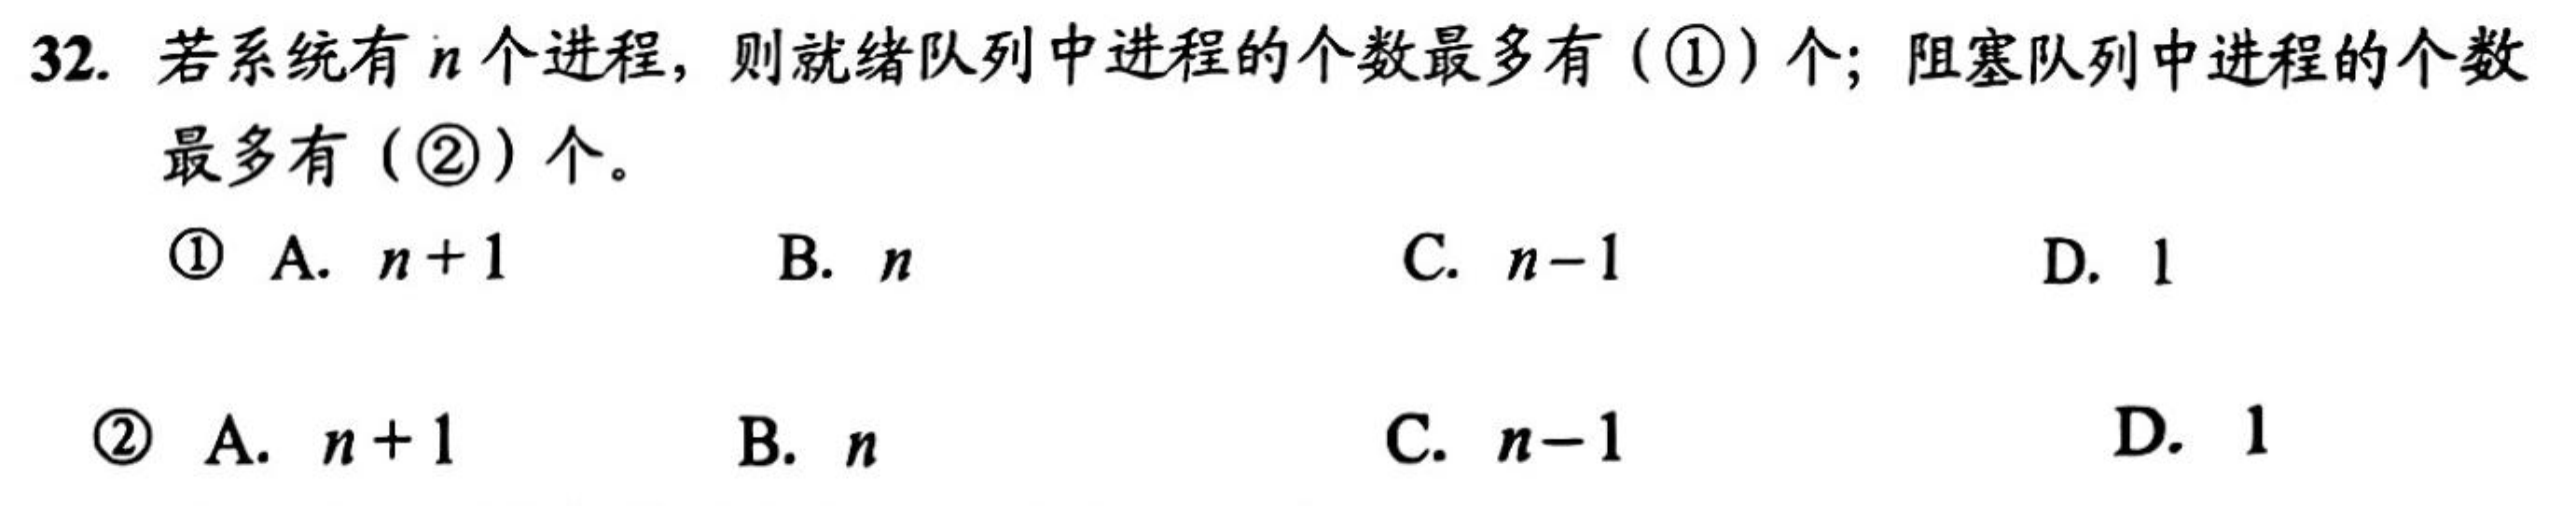 32. 若系统有 n 个进程，则就绪队列中进程的个数最多有（①）个；阻塞队列中进程的个数
最多有（②）个。
① A. n+1 B. n C. n−1 D. 1
② A. n+1 B. n C. n−1 D. 1